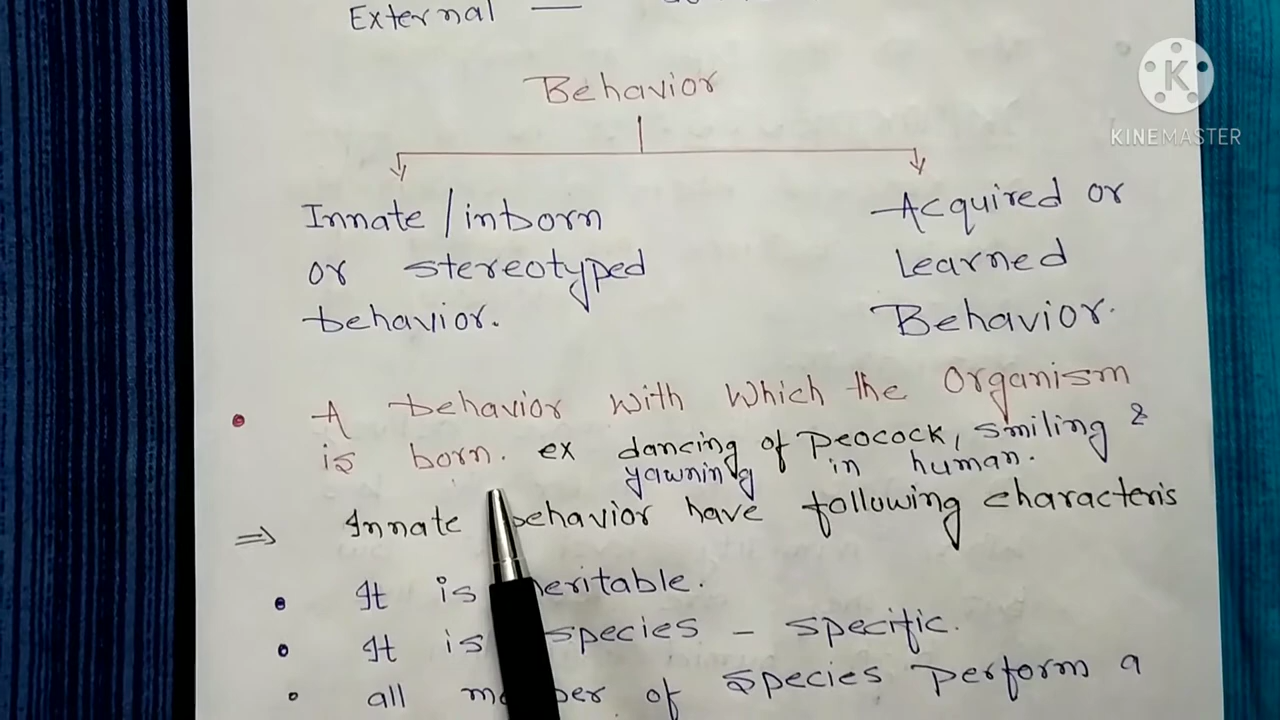 External —
Behavior
Innate/inborn
or stereotyped
behavior.
Acquired or
Learned
Behavior.
• A behavior with which the Organism
is born. ex dancing of Peocock, smiling &
yawning in human.
⇒ Innate behavior have following characteris
• It is heritable.
• It is species - specific.
• all of species perform a
KINEMASTER